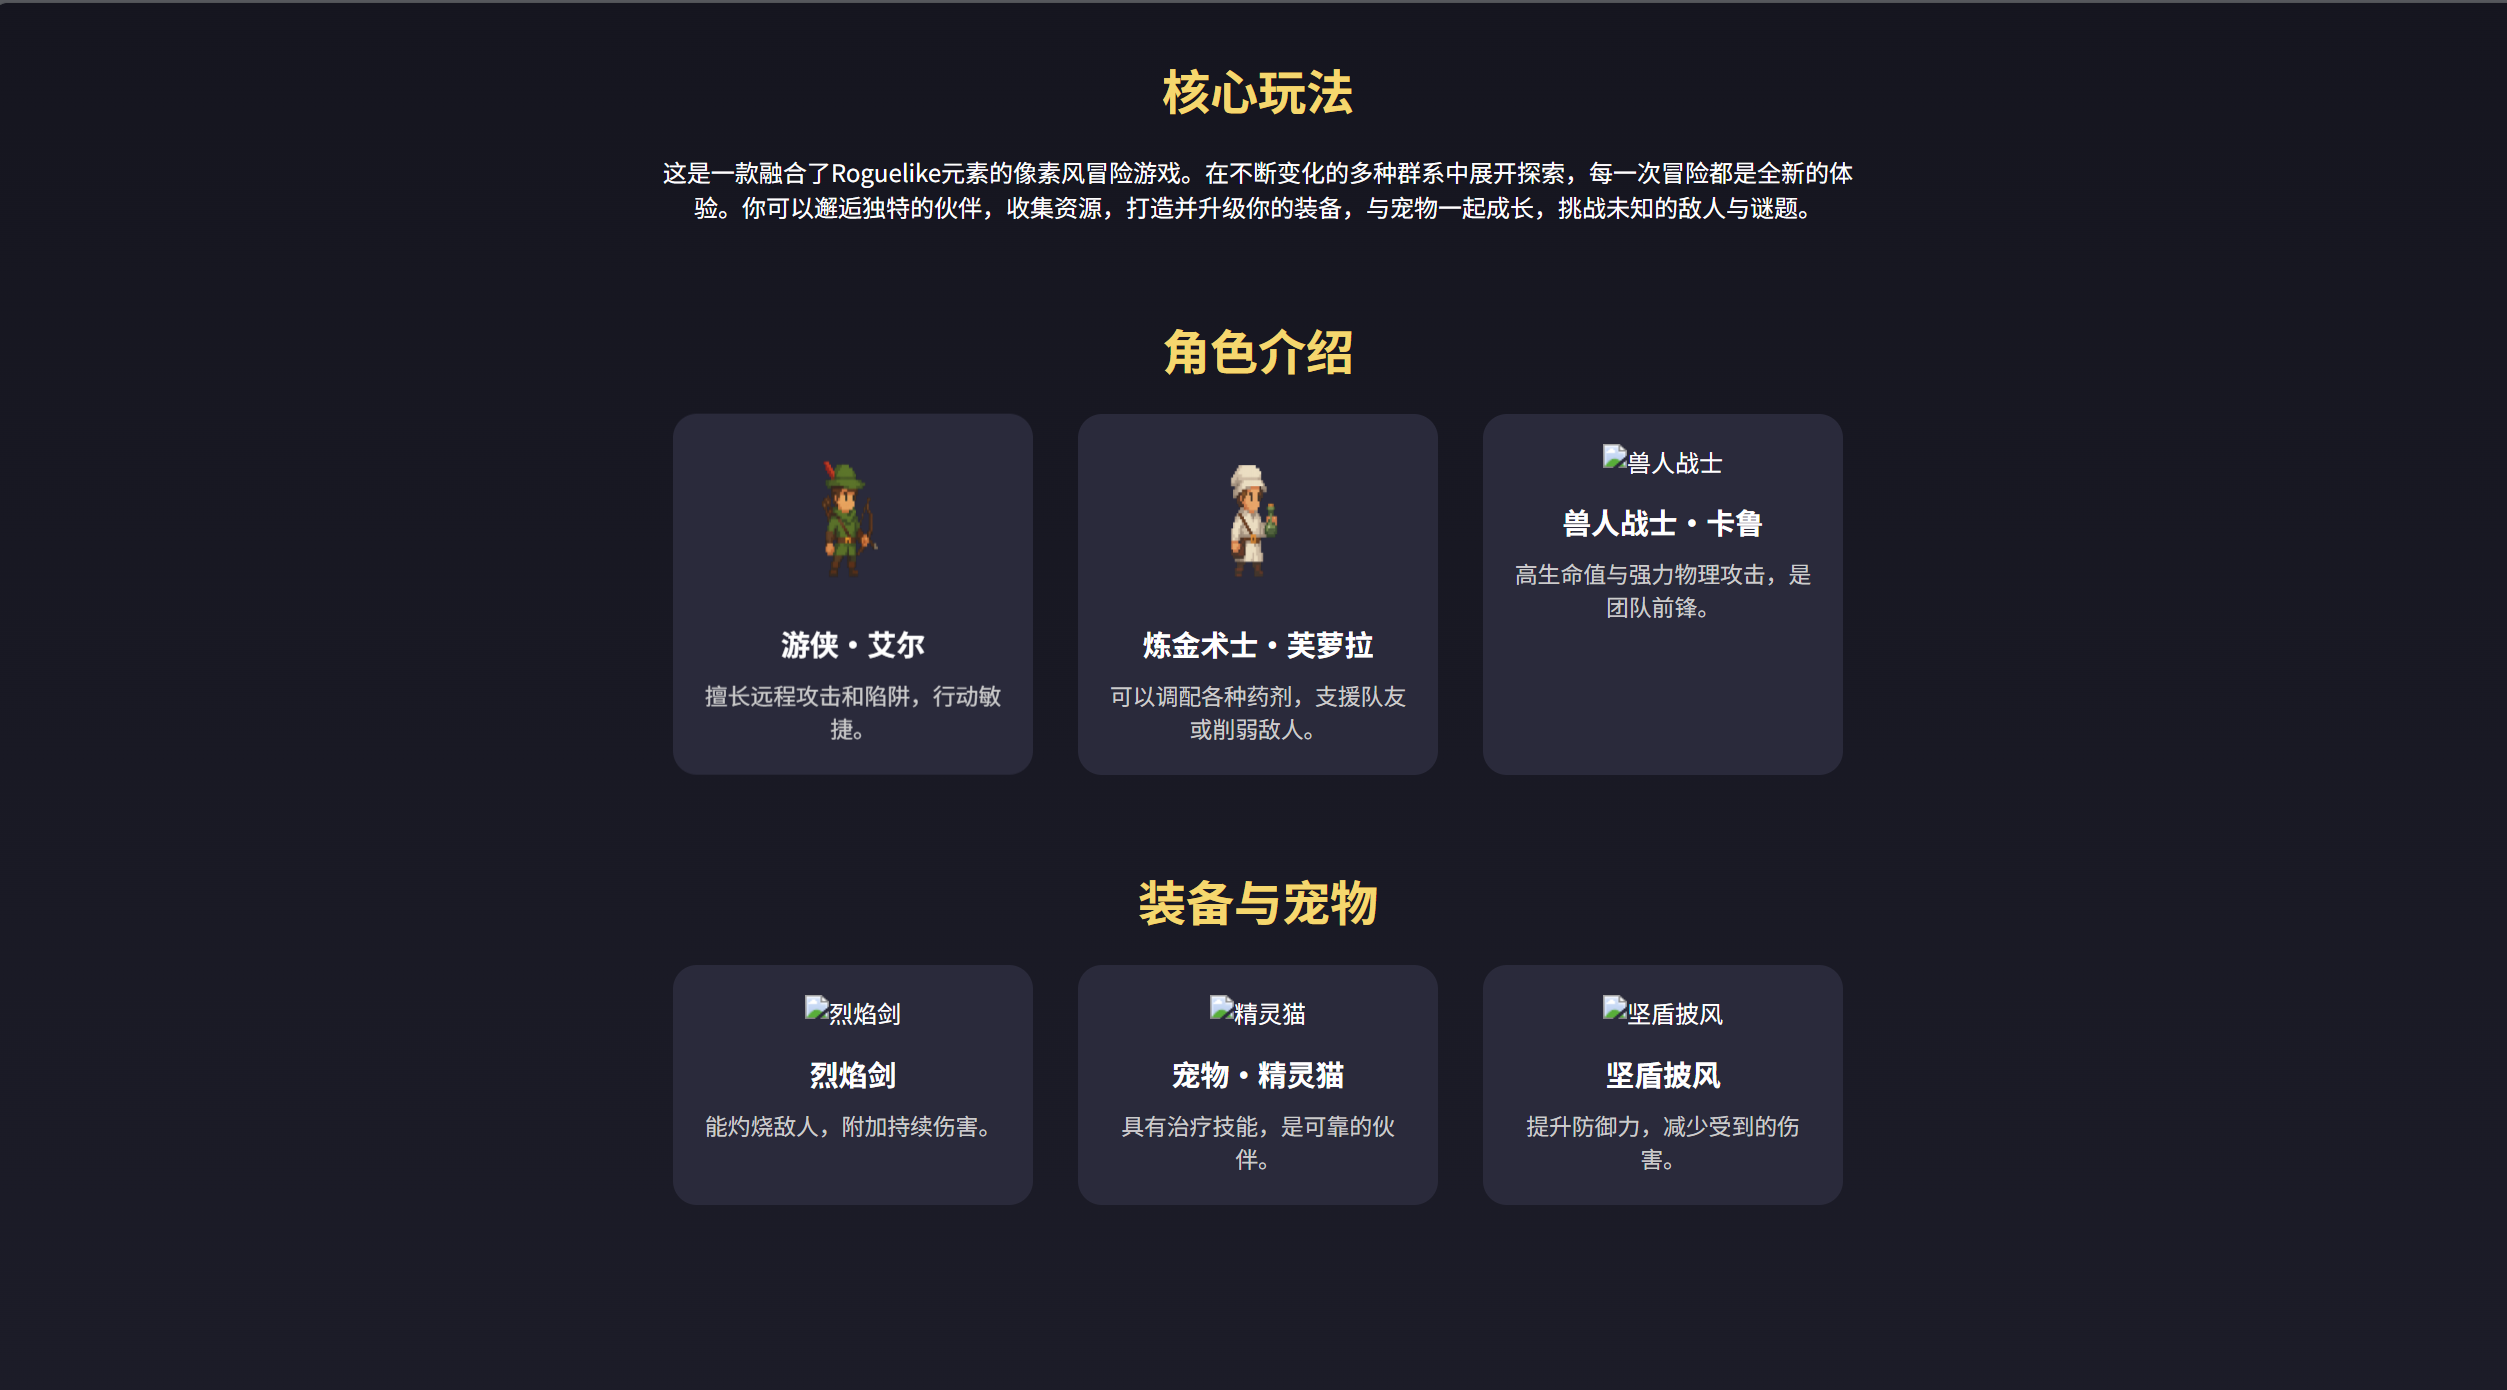 核心玩法
这是一款融合了Roguelike元素的像素风冒险游戏。在不断变化的多种群系中展开探索，每一次冒险都是全新的体
验。你可以邂逅独特的伙伴，收集资源，打造并升级你的装备，与宠物一起成长，挑战未知的敌人与谜题。
角色介绍
游侠·艾尔
擅长远程攻击和陷阱，行动敏
捷。
炼金术士·芙萝拉
可以调配各种药剂，支援队友
或削弱敌人。
兽人战士
兽人战士·卡鲁
高生命值与强力物理攻击，是
团队前锋。
装备与宠物
烈焰剑
烈焰剑
能灼烧敌人，附加持续伤害。
精灵猫
宠物·精灵猫
具有治疗技能，是可靠的伙
伴。
坚盾披风
坚盾披风
提升防御力，减少受到的伤
害。